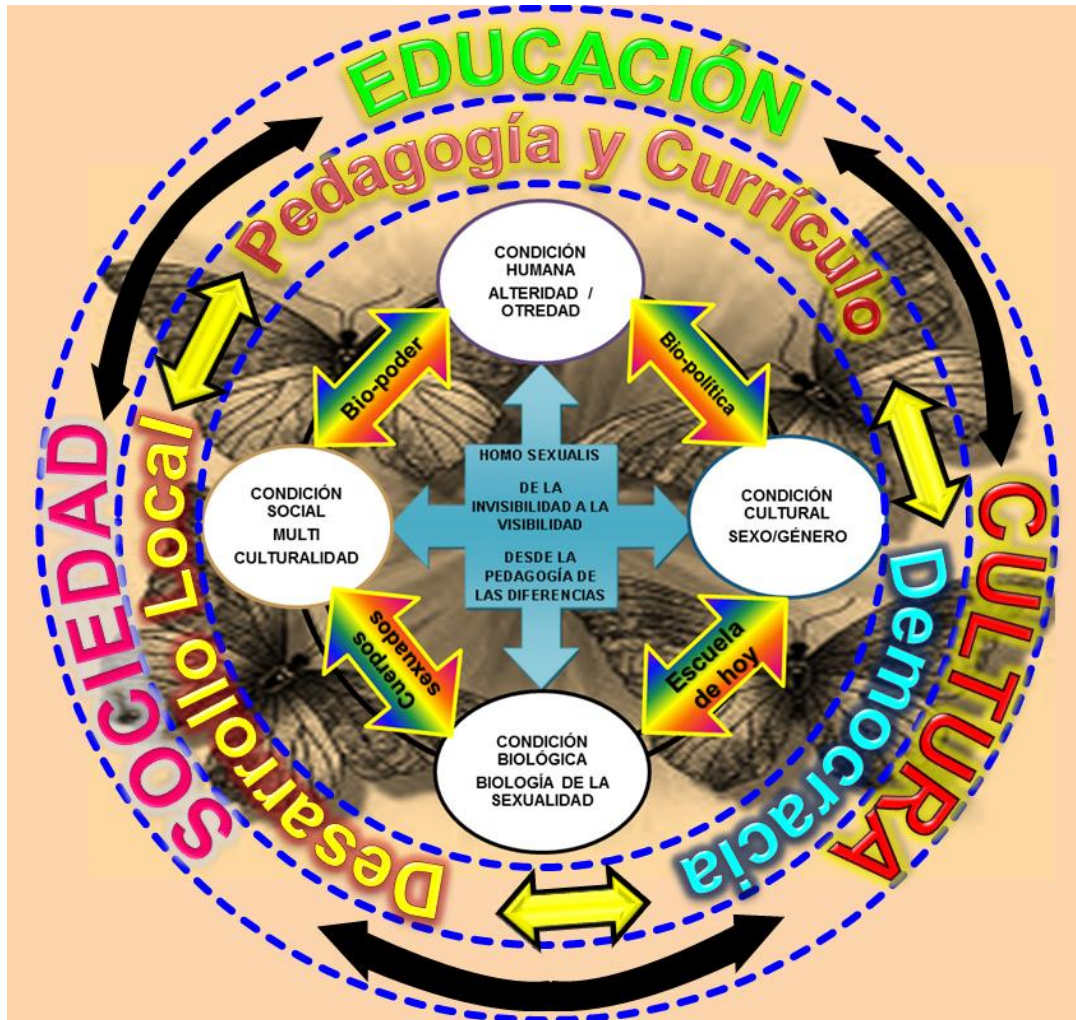 EDUCACIÓN
Pedagogía y Currículo
CONDICIÓN
HUMANA
ALTERIDAD /
OTREDAD
Bio-poder
Bio-política
HOMO SEXUALIS
DE LA
INVISIBILIDAD A LA
VISIBILIDAD
DESDE LA
PEDAGOGÍA DE
LAS DIFERENCIAS
CONDICIÓN
SOCIAL
MULTI
CULTURALIDAD
CONDICIÓN
CULTURAL
SEXO/GÉNERO
Cuerpos
sexuados
Escuela
de hoy
CONDICIÓN
BIOLÓGICA
BIOLOGÍA DE LA
SEXUALIDAD
SOCIEDAD
Desarrollo Local
Democracia
CULTURA